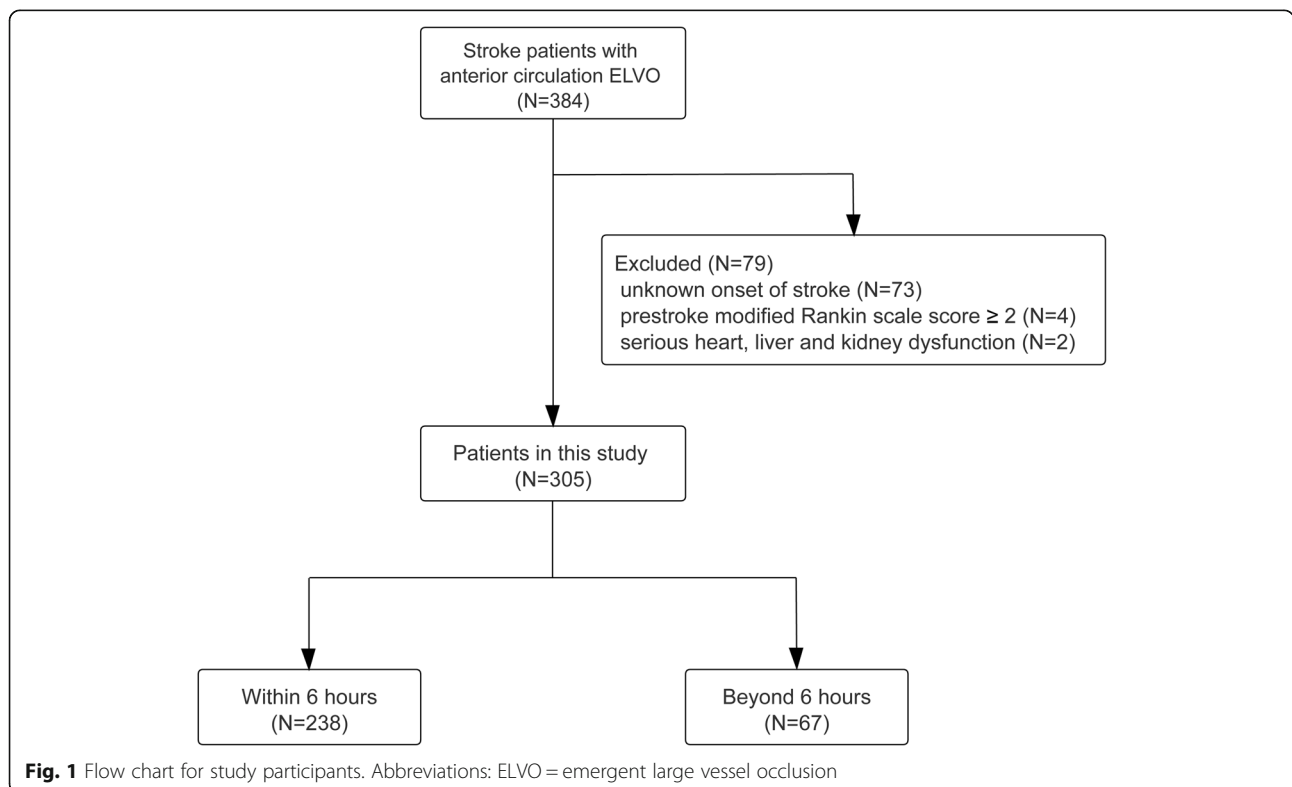 Stroke patients with
anterior circulation ELVO
(N=384)
Excluded (N=79)
unknown onset of stroke (N=73)
prestroke modified Rankin scale score ≥ 2 (N=4)
serious heart, liver and kidney dysfunction (N=2)
Patients in this study
(N=305)
Within 6 hours
(N=238)
Beyond 6 hours
(N=67)
Fig. 1 Flow chart for study participants. Abbreviations: ELVO = emergent large vessel occlusion